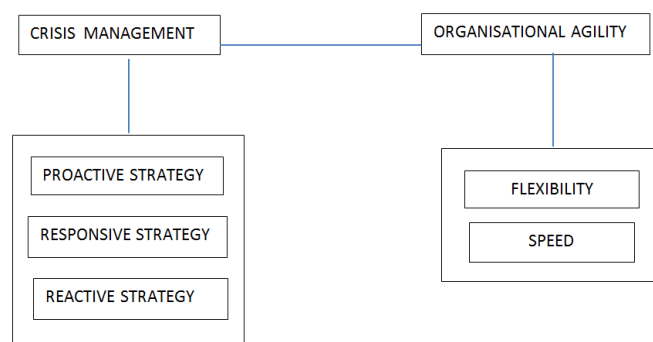 CRISIS MANAGEMENT
ORGANISATIONAL AGILITY
PROACTIVE STRATEGY
RESPONSIVE STRATEGY
REACTIVE STRATEGY
FLEXIBILITY
SPEED